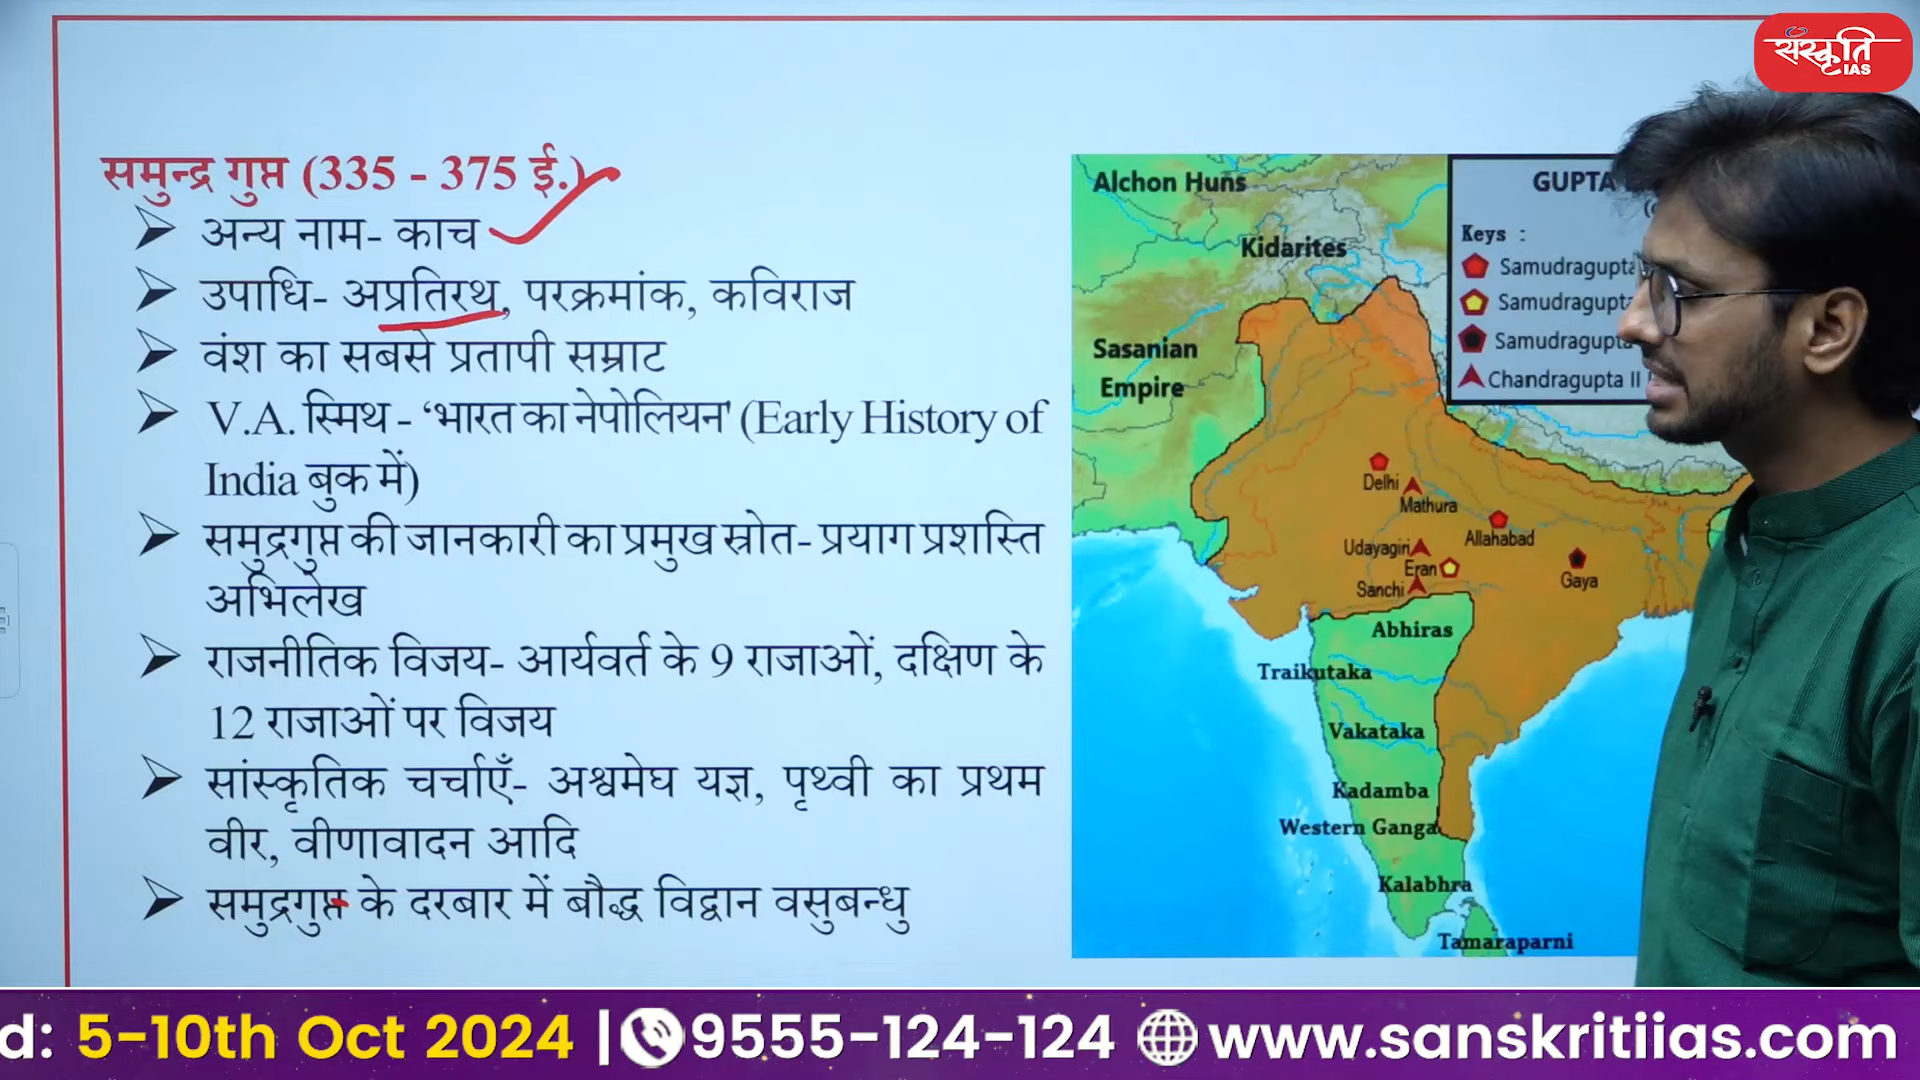 संस्कृति
IAS
समुन्द्र गुप्त (335 - 375 ई.)
अन्य नाम- काच
उपाधि- अप्रतिरथ, परक्रमांक, कविराज
वंश का सबसे प्रतापी सम्राट
V.A. स्मिथ - ‘भारत का नेपोलियन' (Early History of
India बुक में)
समुद्रगुप्त की जानकारी का प्रमुख स्रोत- प्रयाग प्रशस्ति
अभिलेख
राजनीतिक विजय- आर्यवर्त के 9 राजाओं, दक्षिण के
12 राजाओं पर विजय
सांस्कृतिक चर्चाएँ- अश्वमेघ यज्ञ, पृथ्वी का प्रथम
वीर, वीणावादन आदि
समुद्रगुप्त के दरबार में बौद्ध विद्वान वसुबन्धु
Alchon Huns
Kidarites
Sasanian
Empire
GUPTA
Keys :
Samudragupta
Samudragupta
Samudragupta
Chandragupta II
Delhi
Mathura
Allahabad
Udayagiri
Eran
Sanchi
Gaya
Abhiras
Traikutaka
Vakataka
Kadamba
Western Ganga
Kalabhra
Tamaraparni
d: 5-10th Oct 2024 | 9555-124-124 www.sanskritiias.com